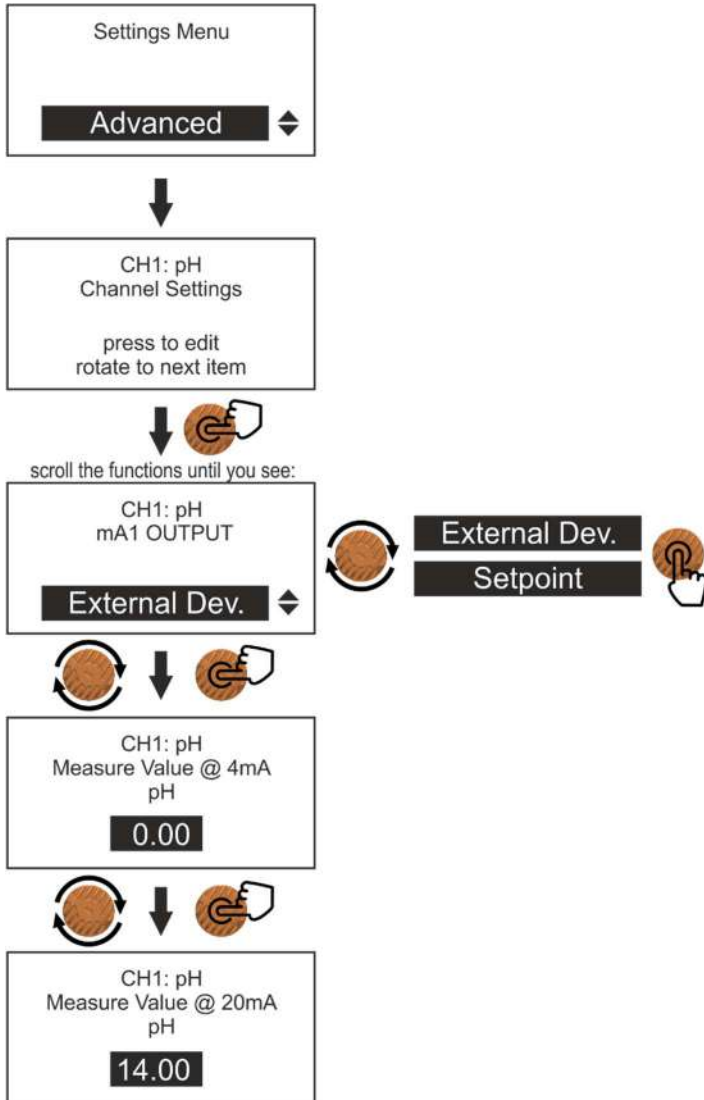 Settings Menu
Advanced
CH1: pH
Channel Settings
press to edit
rotate to next item
scroll the functions until you see:
CH1: pH
mA1 OUTPUT
External Dev.
External Dev.
Setpoint
CH1: pH
Measure Value @ 4mA
pH
0.00
CH1: pH
Measure Value @ 20mA
pH
14.00